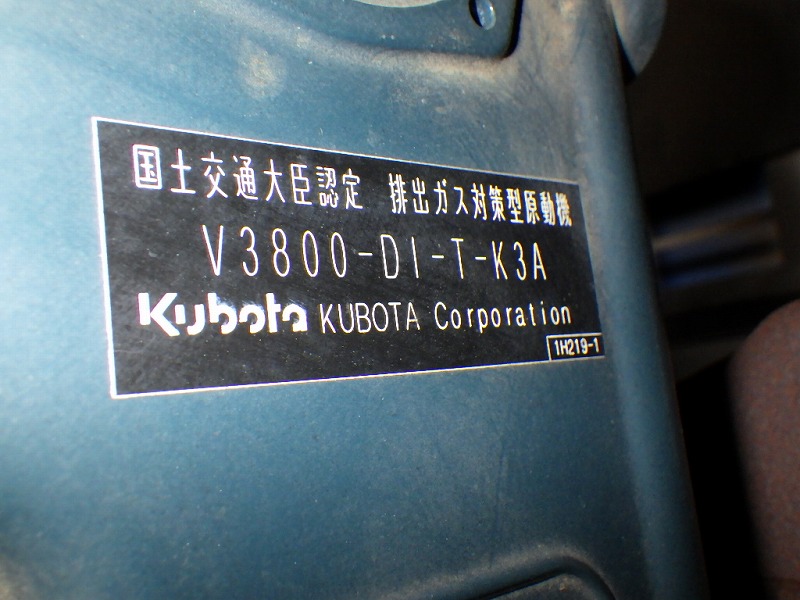 国土交通大臣認定 排出ガス対策型原動機
V3800-DI-T-K3A
Kubota KUBOTA Corporation
1H219-1